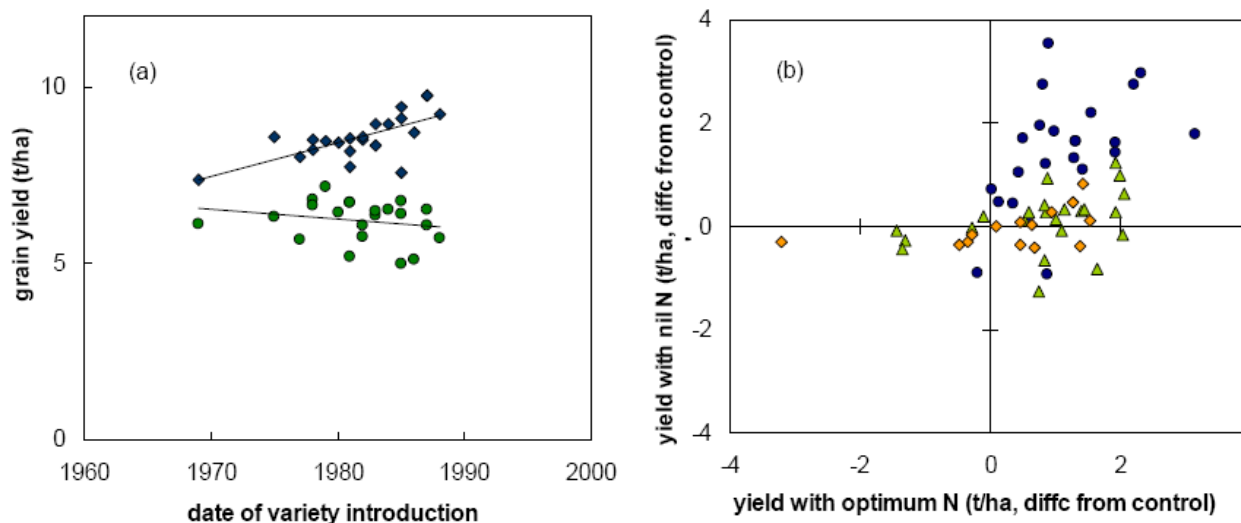 (a)
10
5
0
grain yield (t/ha)
1960 1970 1980 1990 2000
date of variety introduction
(b)
4
2
0
-2
-4
yield with nil N (t/ha, diffc from control)
-4 -2 0 2
yield with optimum N (t/ha, diffc from control)